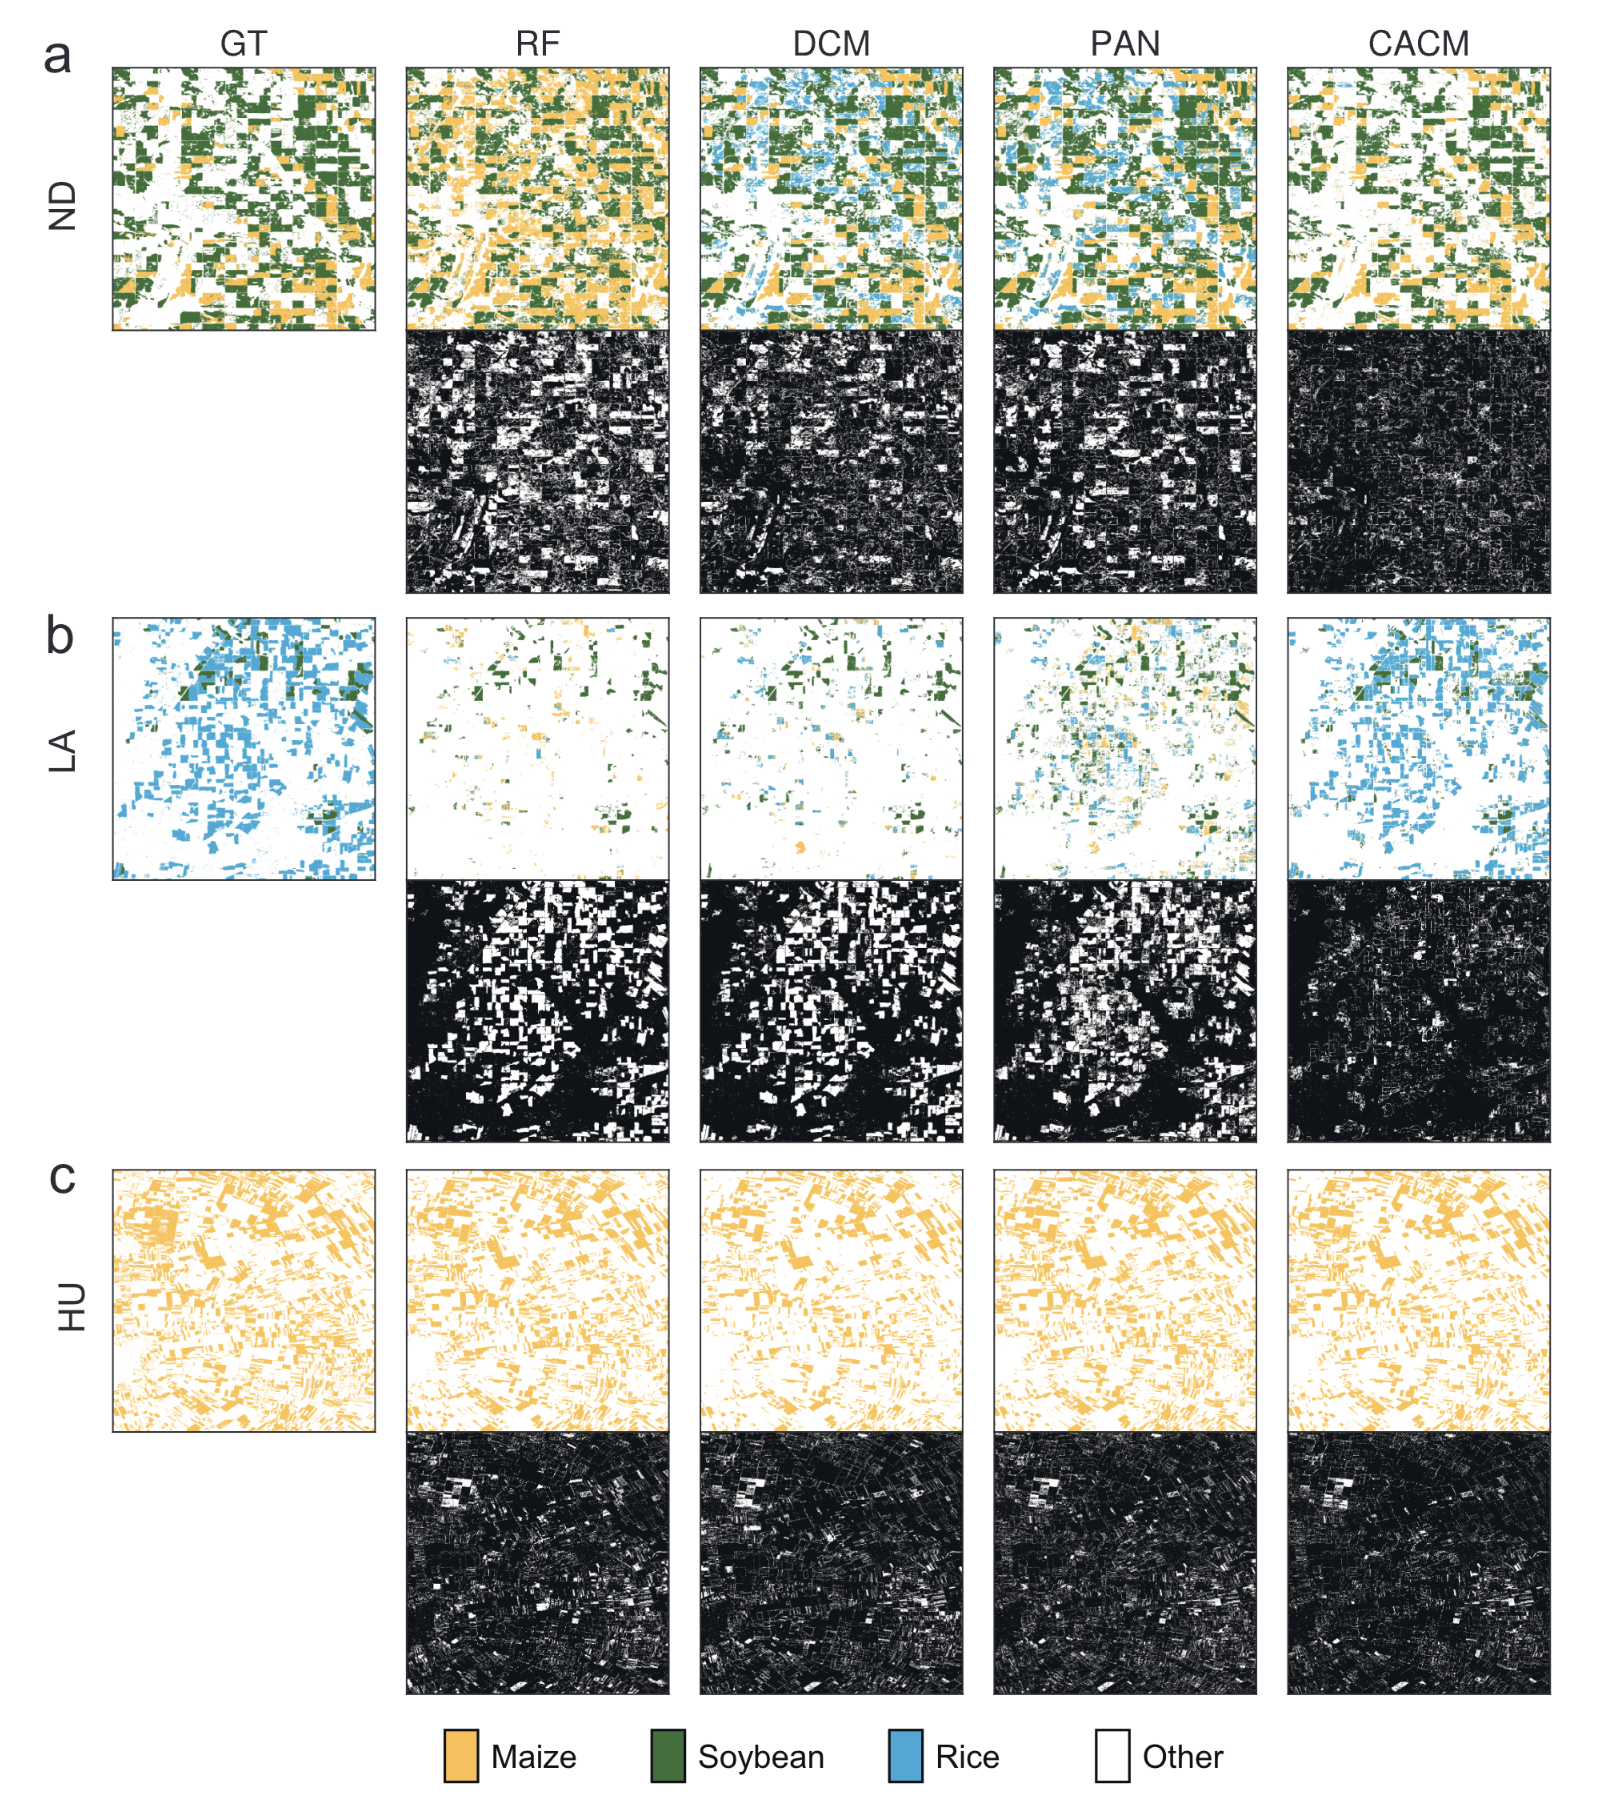 a
GT RF DCM PAN CACM
ND
b
LA
c
HU
Maize Soybean Rice Other